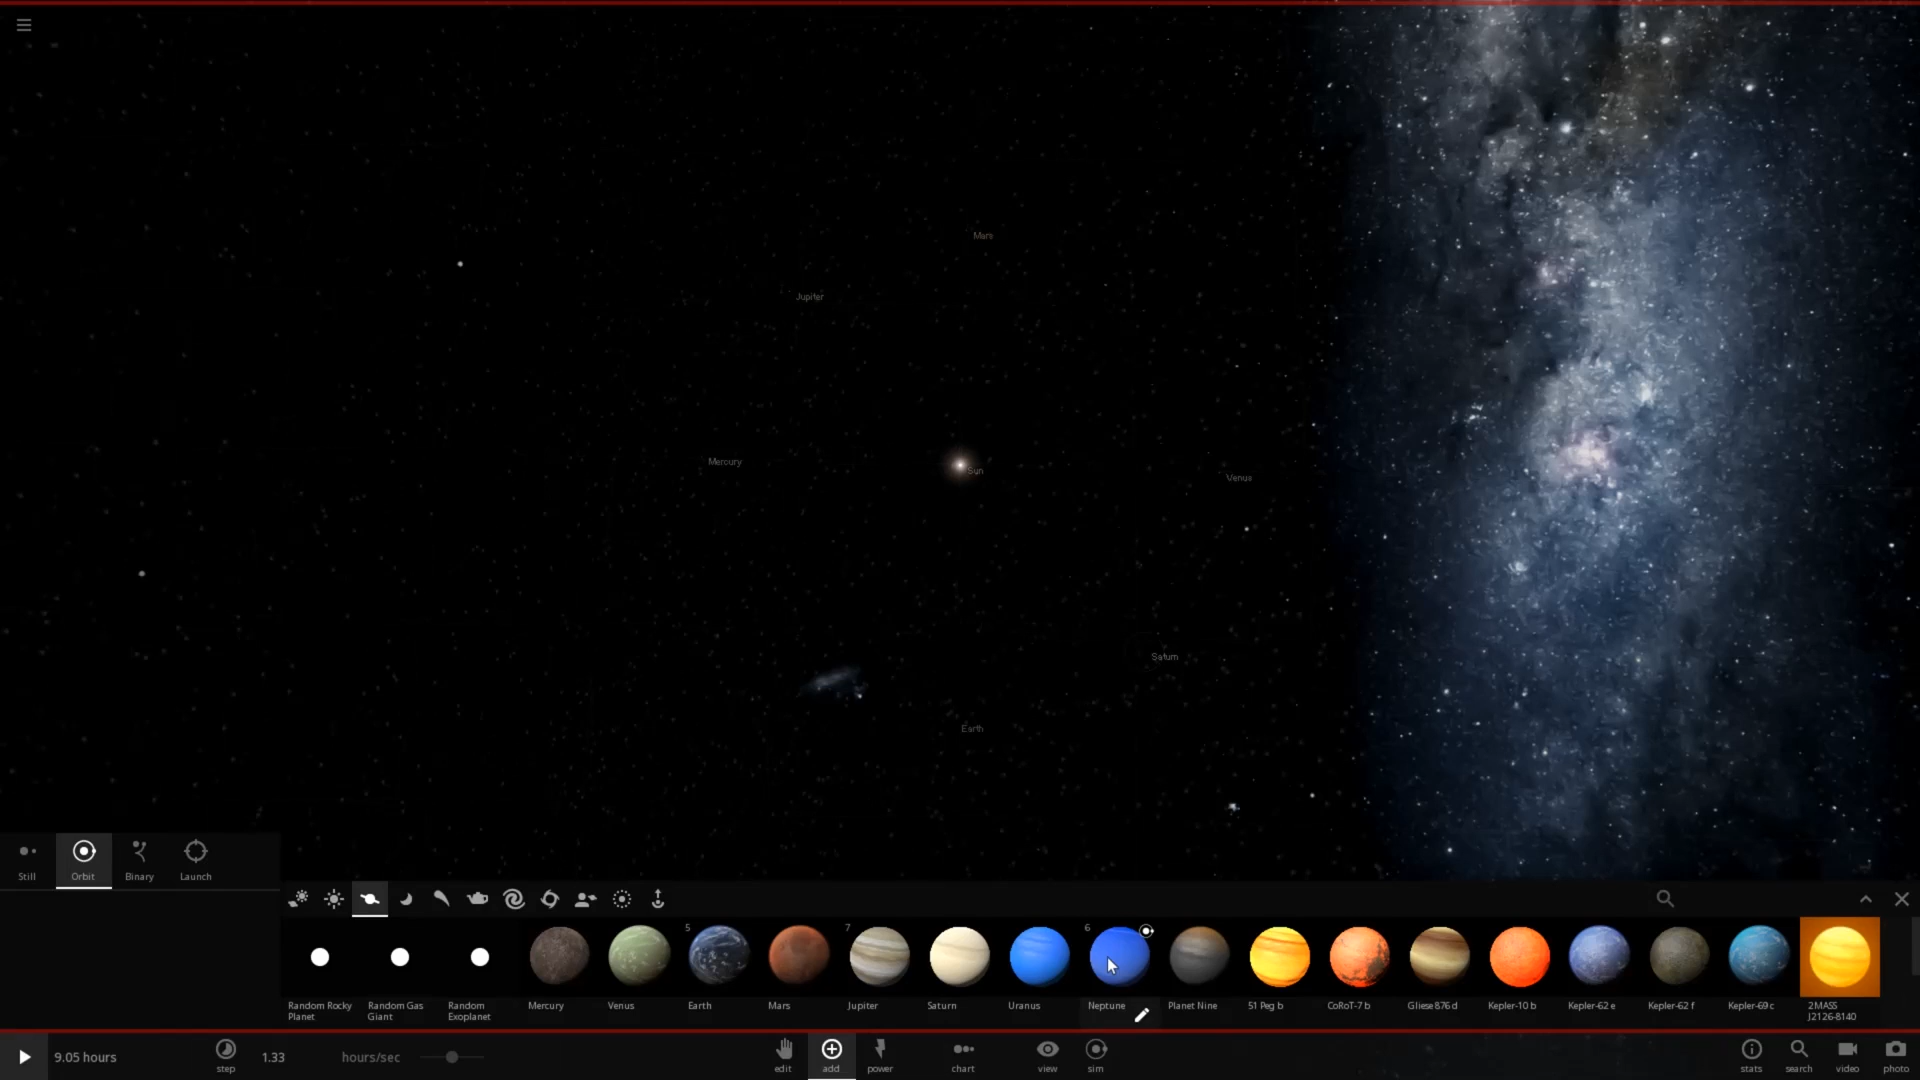 Mars
Jupiter
Mercury
Sun
Venus
Saturn
Earth
Still
Orbit
Binary
Launch
5
7
6
Random Rocky Planet
Random Gas Giant
Random Exoplanet
Mercury
Venus
Earth
Mars
Jupiter
Saturn
Uranus
Neptune
Planet Nine
51 Peg b
CoRoT-7 b
Gliese 876 d
Kepler-10 b
Kepler-62 e
Kepler-62 f
Kepler-69 c
2MASS J2126-8140
9.05 hours
step
1.33
hours/sec
edit
add
power
chart
view
sim
stats
search
video
photo